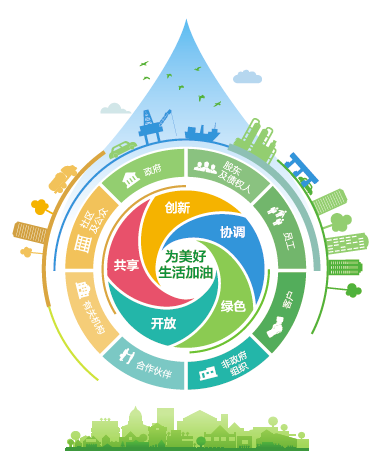 为美好
生活加油
创新
协调
绿色
开放
共享
政府
股东
及债权人
员工
客户
非政府
组织
合作伙伴
有关机构
社区
及公众